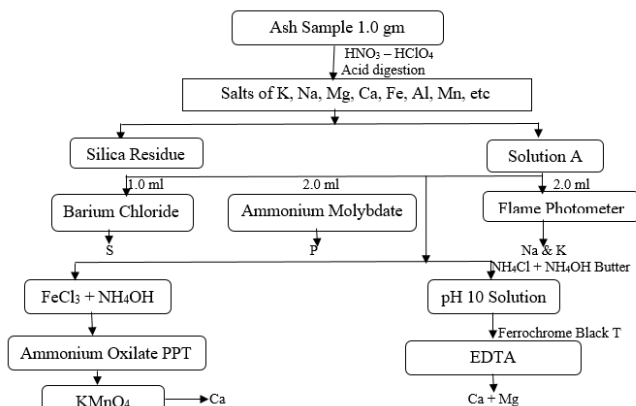 Ash Sample 1.0 gm
HNO₃ – HClO₄
Acid digestion
Salts of K, Na, Mg, Ca, Fe, Al, Mn, etc
Silica Residue
Solution A
1.0 ml
2.0 ml
2.0 ml
Barium Chloride
Ammonium Molybdate
Flame Photometer
S
P
Na & K
NH₄Cl + NH₄OH Butter
FeCl₃ + NH₄OH
pH 10 Solution
Ferrochrome Black T
Ammonium Oxilate PPT
EDTA
KMnO₄
Ca
Ca + Mg